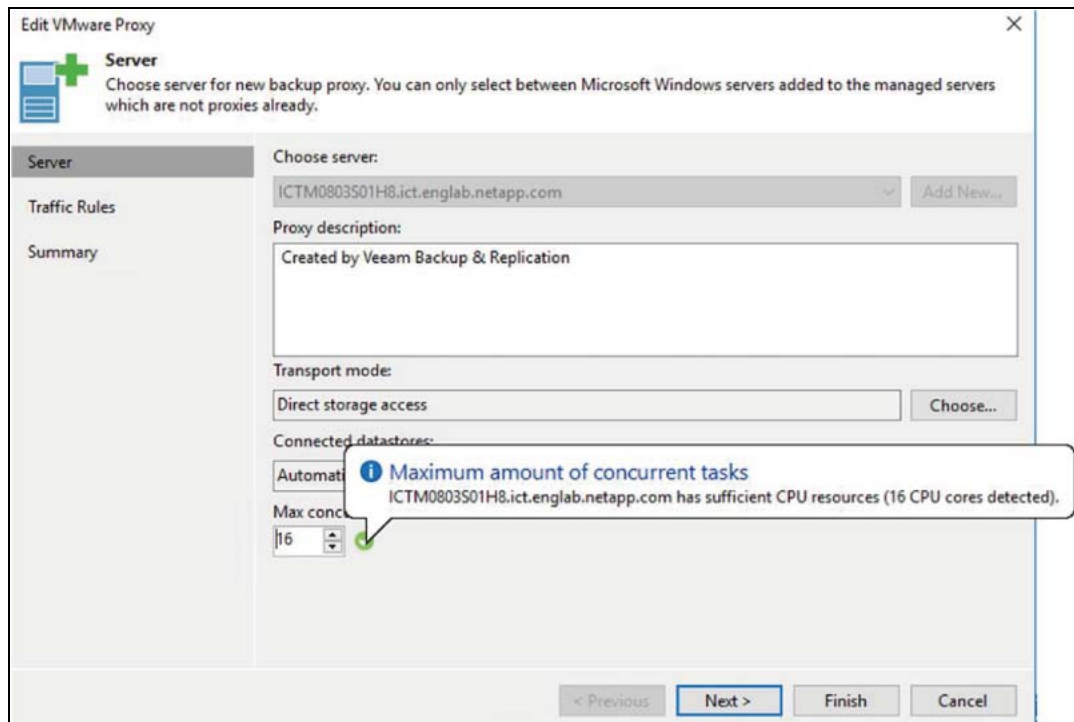 Edit VMware Proxy
Server
Choose server for new backup proxy. You can only select between Microsoft Windows servers added to the managed servers
which are not proxies already.
Server
Traffic Rules
Summary
Choose server:
ICTM0803S01H8.ict.englab.netapp.com
Add New...
Proxy description:
Created by Veeam Backup & Replication
Transport mode:
Direct storage access
Choose...
Connected datastores:
Automati
Maximum amount of concurrent tasks
ICTM0803S01H8.ict.englab.netapp.com has sufficient CPU resources (16 CPU cores detected).
Max conc
16
< Previous
Next >
Finish
Cancel